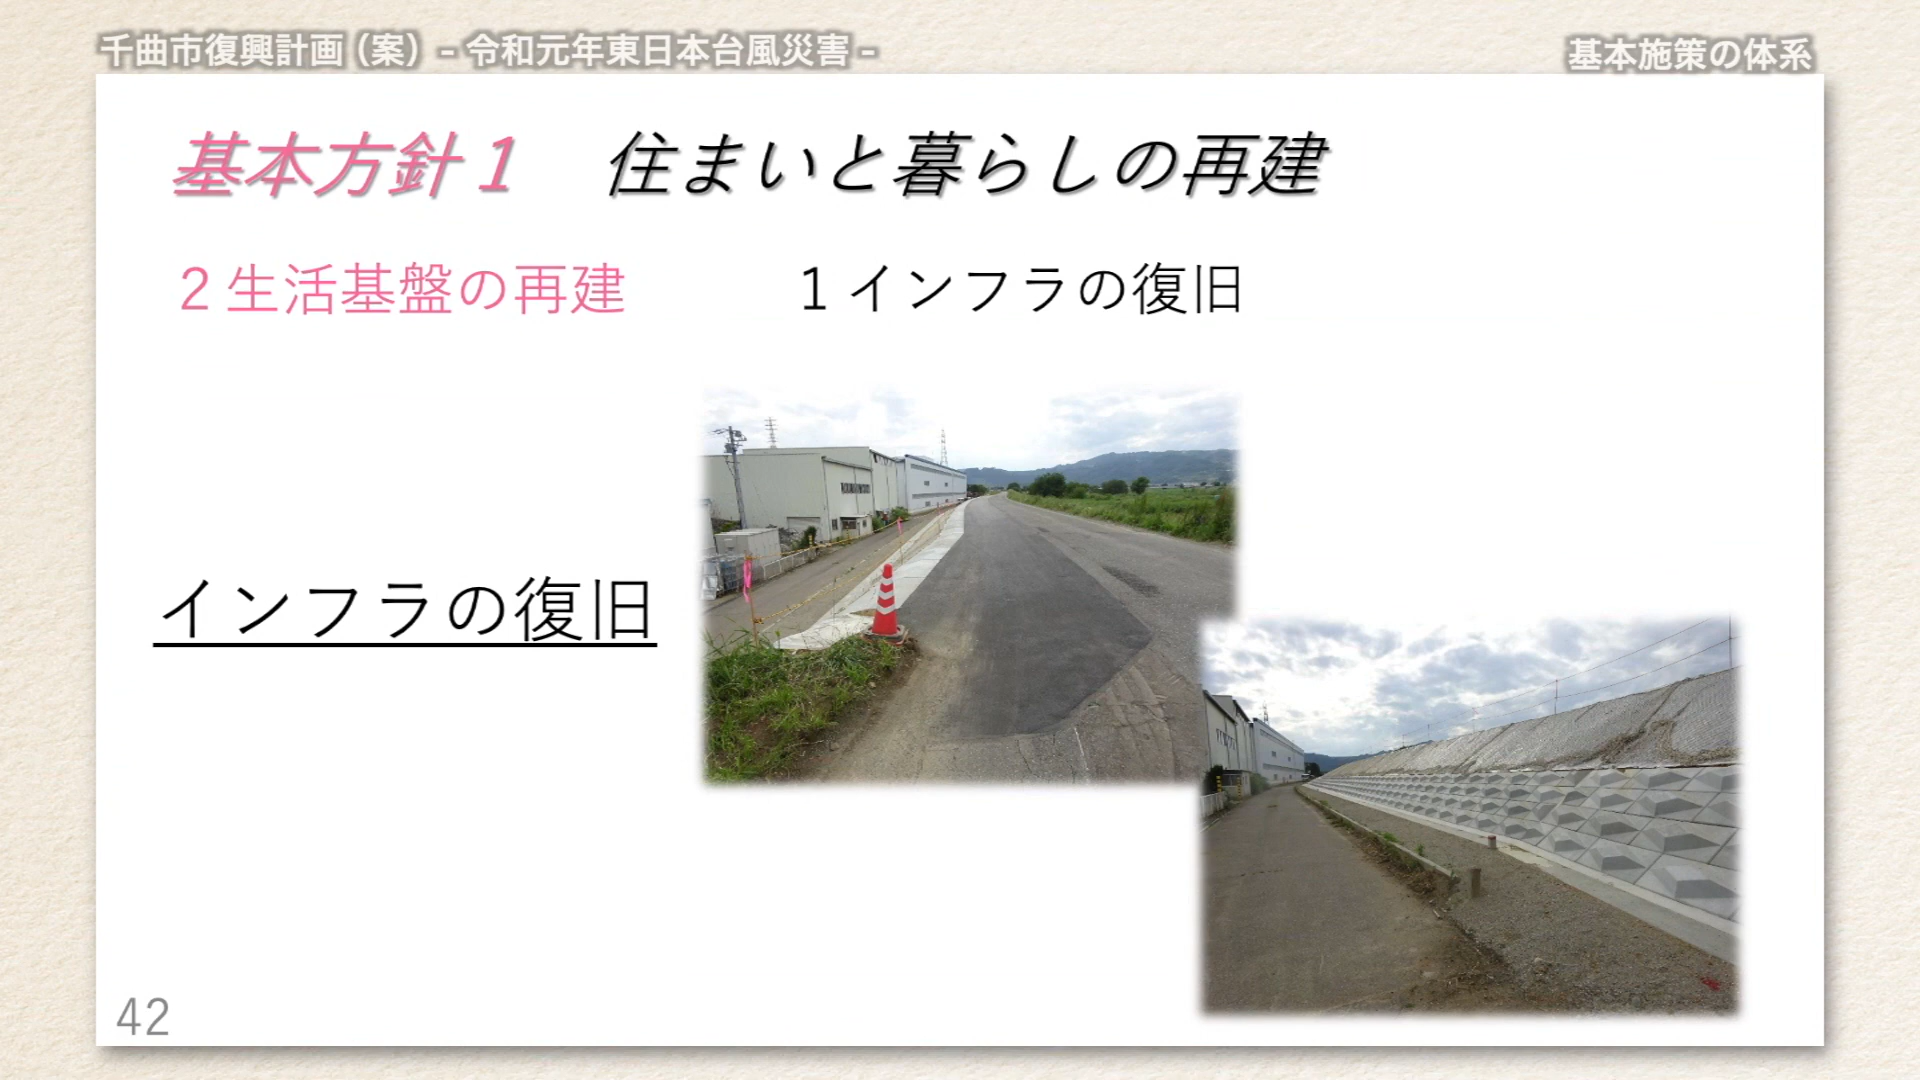 千曲市復興計画（案）- 令和元年東日本台風災害 -
基本施策の体系
基本方針１　住まいと暮らしの再建
２生活基盤の再建　１インフラの復旧
インフラの復旧
42